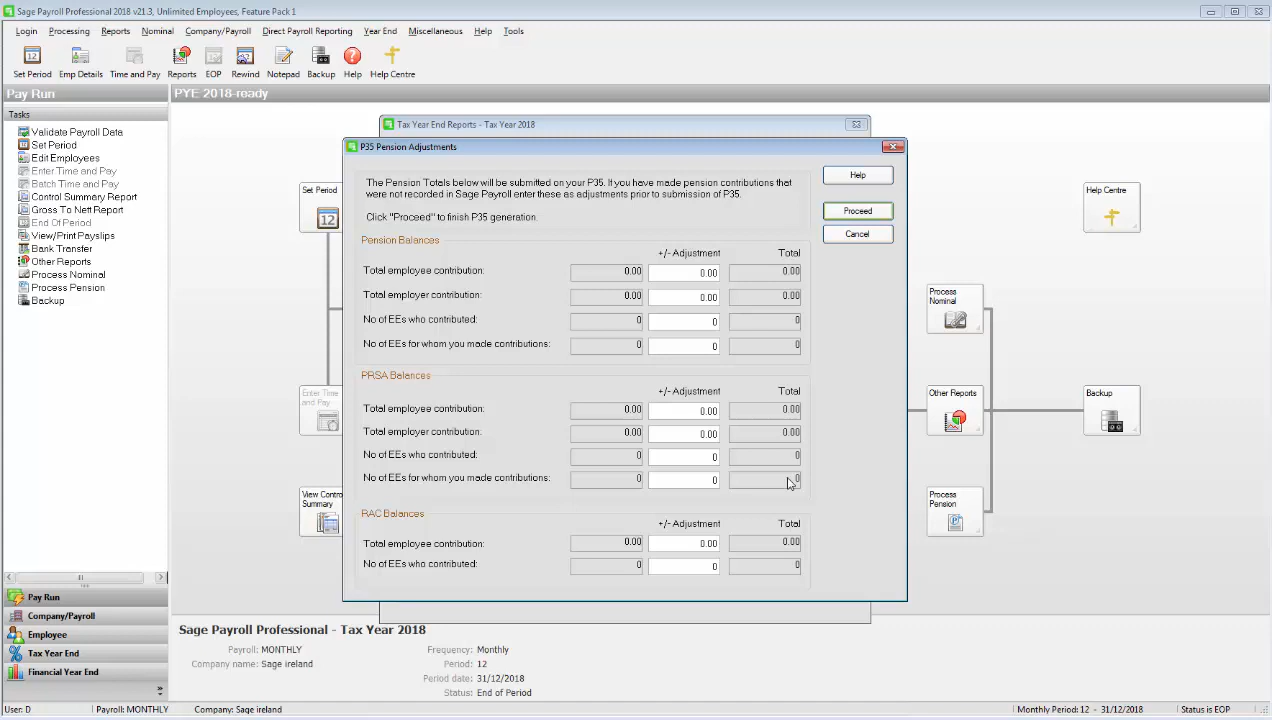 Sage Payroll Professional 2018 v21.3, Unlimited Employees, Feature Pack 1
Login Processing Reports Nominal Company/Payroll Direct Payroll Reporting Year End Miscellaneous Help Tools
12
Set Period Emp Details Time and Pay Reports EOP Rewind Notepad Backup Help Help Centre
Pay Run
PYE 2018-ready
Tasks
Validate Payroll Data
Set Period
Edit Employees
Enter Time and Pay
Batch Time and Pay
Control Summary Report
Gross To Nett Report
End Of Period
View/Print Payslips
Bank Transfer
Other Reports
Process Nominal
Process Pension
Backup
Pay Run
Company/Payroll
Employee
Tax Year End
Financial Year End
Set Period
12
Enter Time
and Pay
View Contr
Summary
Tax Year End Reports - Tax Year 2018
P35 Pension Adjustments
The Pension Totals below will be submitted on your P35. If you have made pension contributions that
were not recorded in Sage Payroll enter these as adjustments prior to submission of P35.
Click "Proceed" to finish P35 generation.
Help
Proceed
Cancel
Pension Balances
+/- Adjustment Total
Total employee contribution: 0.00 0.00 0.00
Total employer contribution: 0.00 0.00 0.00
No of EEs who contributed: 0 0 0
No of EEs for whom you made contributions: 0 0 0
PRSA Balances
+/- Adjustment Total
Total employee contribution: 0.00 0.00 0.00
Total employer contribution: 0.00 0.00 0.00
No of EEs who contributed: 0 0 0
No of EEs for whom you made contributions: 0 0 0
RAC Balances
+/- Adjustment Total
Total employee contribution: 0.00 0.00 0.00
No of EEs who contributed: 0 0 0
Help Centre
Process
Nominal
Other Reports
Backup
Process
Pension
Sage Payroll Professional - Tax Year 2018
Payroll: MONTHLY
Company name: Sage ireland
Frequency: Monthly
Period: 12
Period date: 31/12/2018
Status: End of Period
User: D Payroll: MONTHLY Company: Sage ireland Monthly Period: 12 - 31/12/2018 Status is EOP